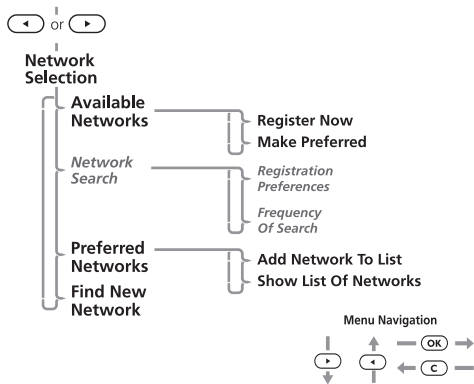 or
Network
Selection
Available
Networks
Register Now
Make Preferred
Network
Search
Registration
Preferences
Frequency
Of Search
Preferred
Networks
Add Network To List
Show List Of Networks
Find New
Network
Menu Navigation
OK
C